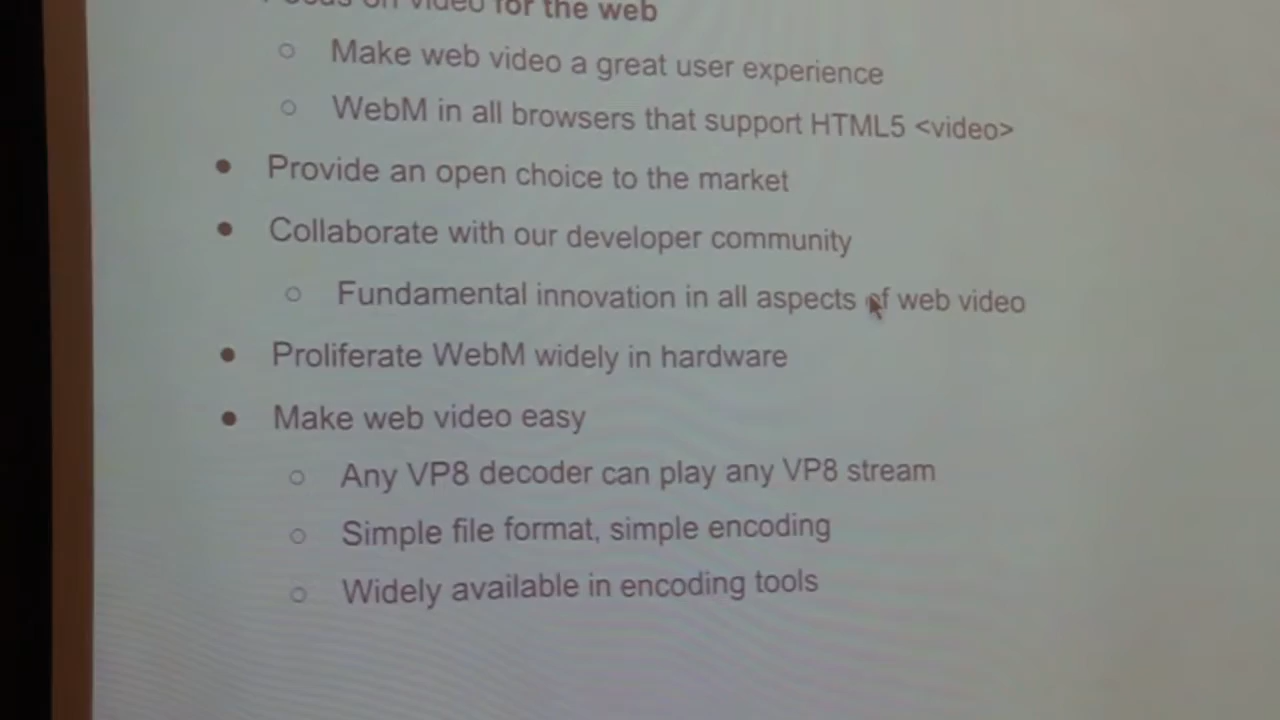 Focus on video for the web
○ Make web video a great user experience
○ WebM in all browsers that support HTML5 <video>
● Provide an open choice to the market
● Collaborate with our developer community
○ Fundamental innovation in all aspects of web video
● Proliferate WebM widely in hardware
● Make web video easy
○ Any VP8 decoder can play any VP8 stream
○ Simple file format, simple encoding
○ Widely available in encoding tools